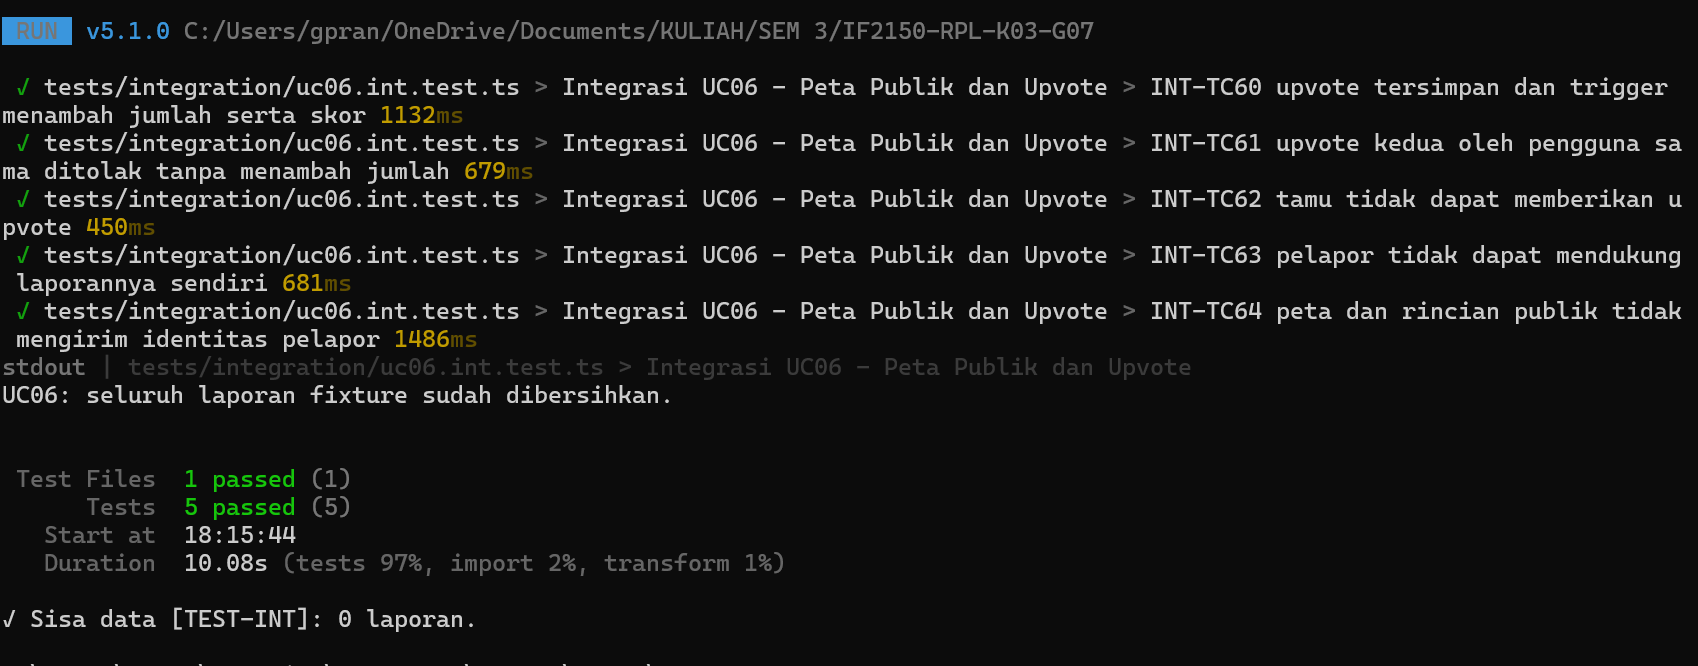 RUN v5.1.0 C:/Users/gpran/OneDrive/Documents/KULIAH/SEM 3/IF2150-RPL-K03-G07
√ tests/integration/uc06.int.test.ts > Integrasi UC06 - Peta Publik dan Upvote > INT-TC60 upvote tersimpan dan trigger
menambah jumlah serta skor 1132ms
√ tests/integration/uc06.int.test.ts > Integrasi UC06 - Peta Publik dan Upvote > INT-TC61 upvote kedua oleh pengguna sa
ma ditolak tanpa menambah jumlah 679ms
√ tests/integration/uc06.int.test.ts > Integrasi UC06 - Peta Publik dan Upvote > INT-TC62 tamu tidak dapat memberikan u
pvote 450ms
√ tests/integration/uc06.int.test.ts > Integrasi UC06 - Peta Publik dan Upvote > INT-TC63 pelapor tidak dapat mendukung
laporannya sendiri 681ms
√ tests/integration/uc06.int.test.ts > Integrasi UC06 - Peta Publik dan Upvote > INT-TC64 peta dan rincian publik tidak
mengirim identitas pelapor 1486ms
stdout | tests/integration/uc06.int.test.ts > Integrasi UC06 - Peta Publik dan Upvote
UC06: seluruh laporan fixture sudah dibersihkan.
Test Files 1 passed (1)
Tests 5 passed (5)
Start at 18:15:44
Duration 10.08s (tests 97%, import 2%, transform 1%)
√ Sisa data [TEST-INT]: 0 laporan.